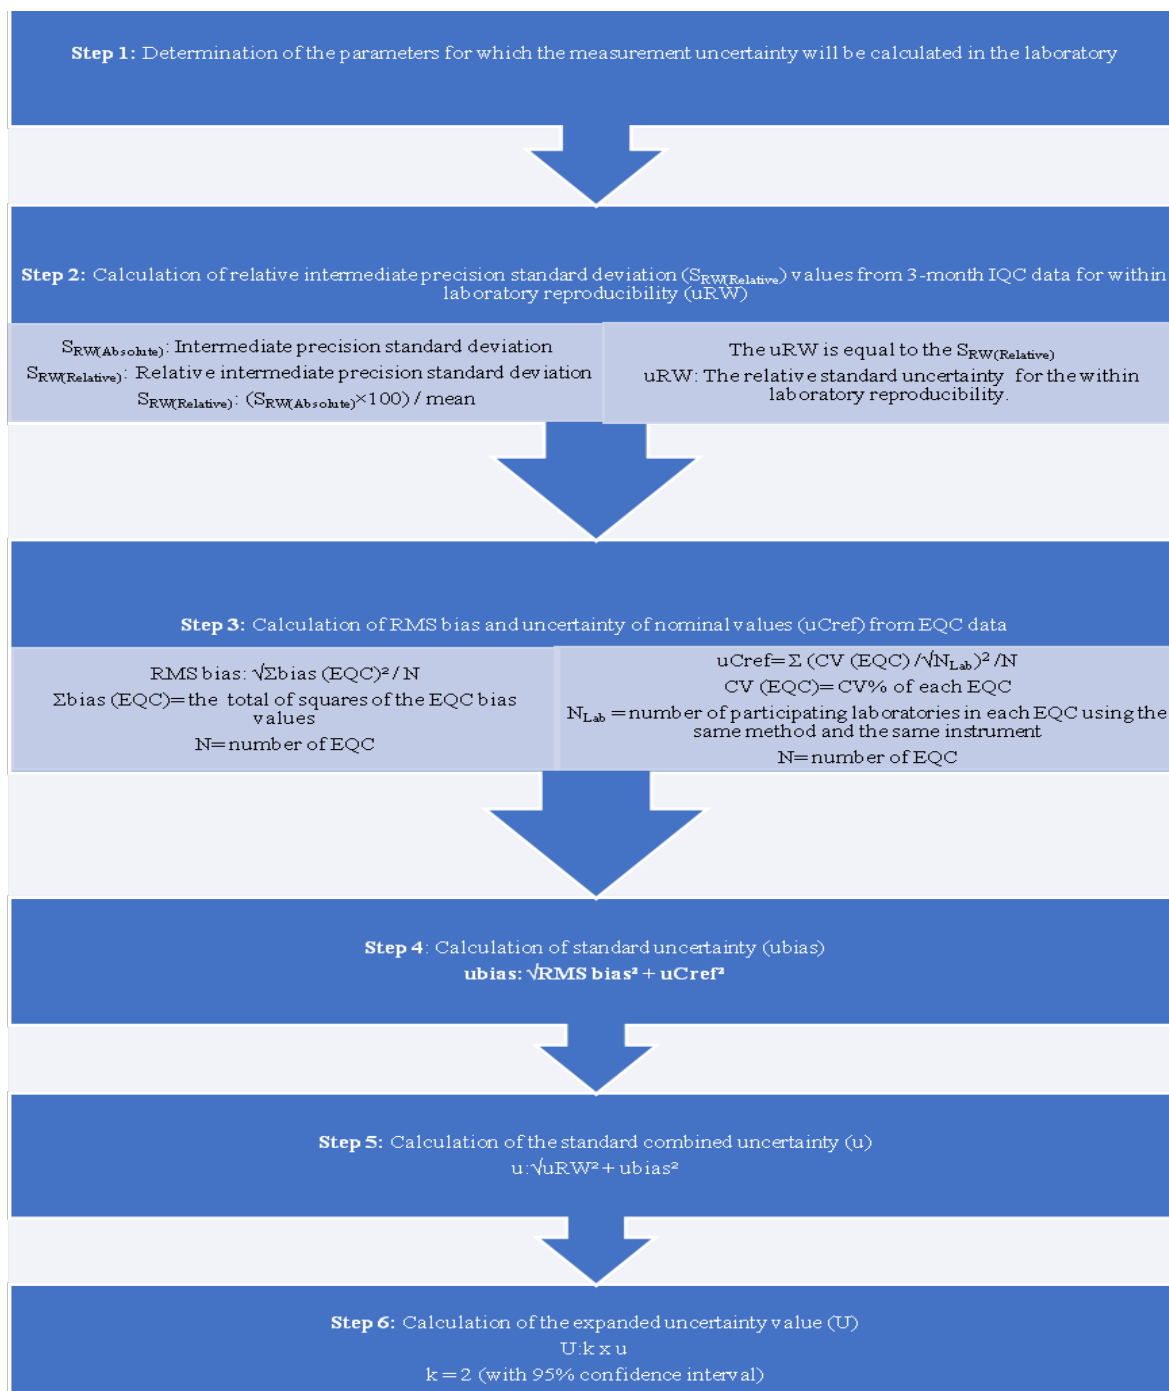 Step 1: Determination of the parameters for which the measurement uncertainty will be calculated in the laboratory
Step 2: Calculation of relative intermediate precision standard deviation (SRW(Relative)) values from 3-month IQC data for within
laboratory reproducibility (uRW)
SRW(Absolute): Intermediate precision standard deviation
SRW(Relative): Relative intermediate precision standard deviation
SRW(Relative): (SRW(Absolute)×100) / mean
The uRW is equal to the SRW(Relative)
uRW: The relative standard uncertainty for the within
laboratory reproducibility.
Step 3: Calculation of RMS bias and uncertainty of nominal values (uCref) from EQC data
RMS bias: √Σbias (EQC)² / N
Σbias (EQC)=the total of squares of the EQC bias
values
N=number of EQC
uCref=Σ (CV (EQC) /√NLab)² /N
CV (EQC)= CV% of each EQC
NLab =number of participating laboratories in each EQC using the
same method and the same instrument
N=number of EQC
Step 4: Calculation of standard uncertainty (ubias)
ubias: √RMS bias² + uCref²
Step 5: Calculation of the standard combined uncertainty (u)
u:√uRW² + ubias²
Step 6: Calculation of the expanded uncertainty value (U)
U:k x u
k = 2 (with 95% confidence interval)